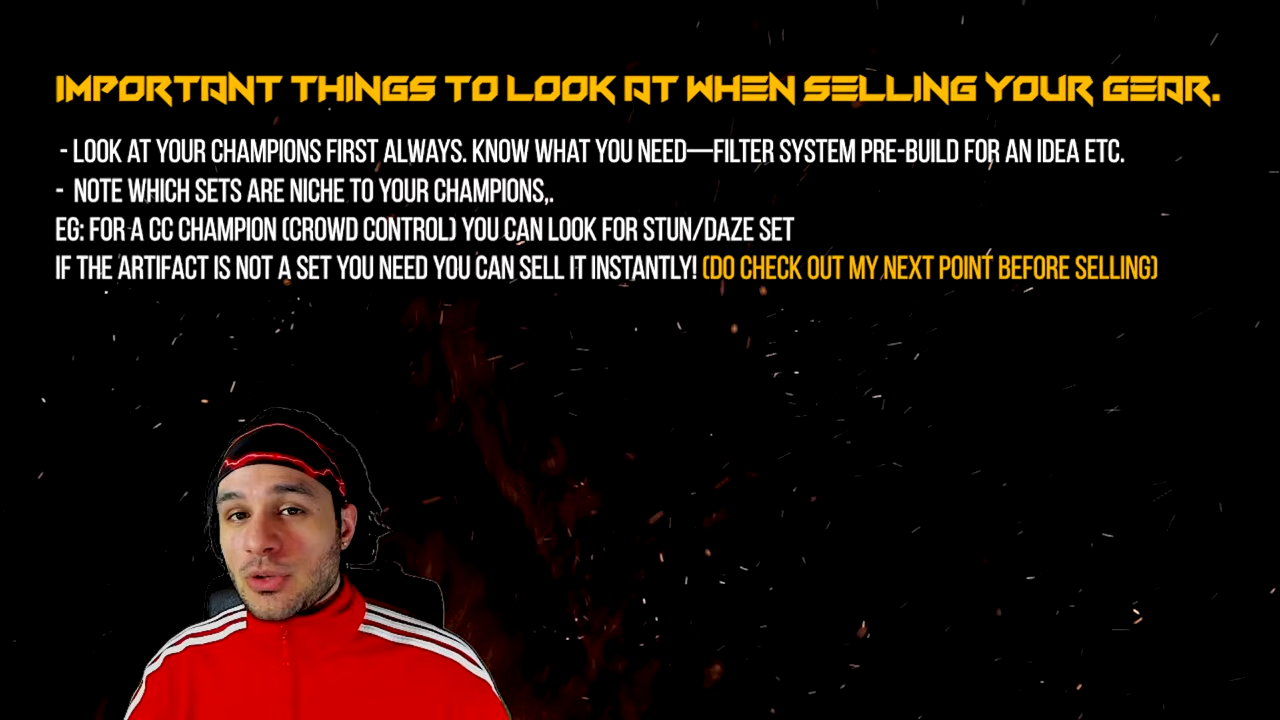 IMPORTANT THINGS TO LOOK AT WHEN SELLING YOUR GEAR.
- LOOK AT YOUR CHAMPIONS FIRST ALWAYS. KNOW WHAT YOU NEED—FILTER SYSTEM PRE-BUILD FOR AN IDEA ETC.
- NOTE WHICH SETS ARE NICHE TO YOUR CHAMPIONS,.
EG: FOR A CC CHAMPION (CROWD CONTROL) YOU CAN LOOK FOR STUN/DAZE SET
IF THE ARTIFACT IS NOT A SET YOU NEED YOU CAN SELL IT INSTANTLY! (DO CHECK OUT MY NEXT POINT BEFORE SELLING)